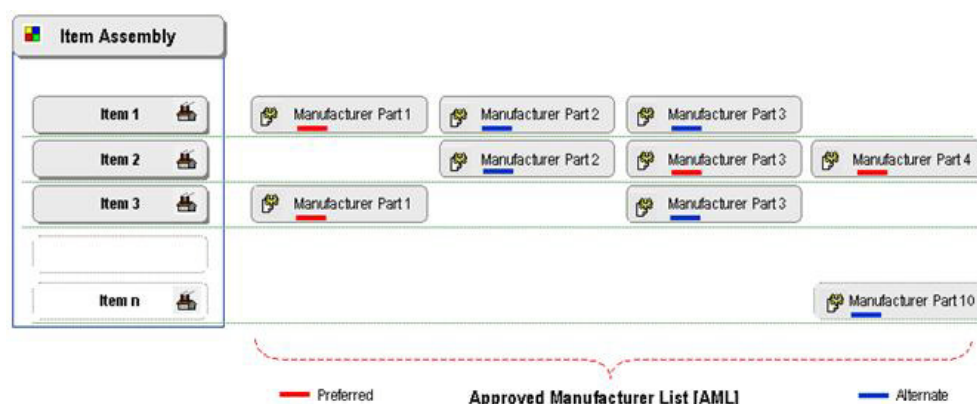 Item Assembly
Item 1 Manufacturer Part 1 Manufacturer Part 2 Manufacturer Part 3
Item 2 Manufacturer Part 2 Manufacturer Part 3 Manufacturer Part 4
Item 3 Manufacturer Part 1 Manufacturer Part 3
Item n Manufacturer Part 10
Preferred Approved Manufacturer List [AML] Alternate